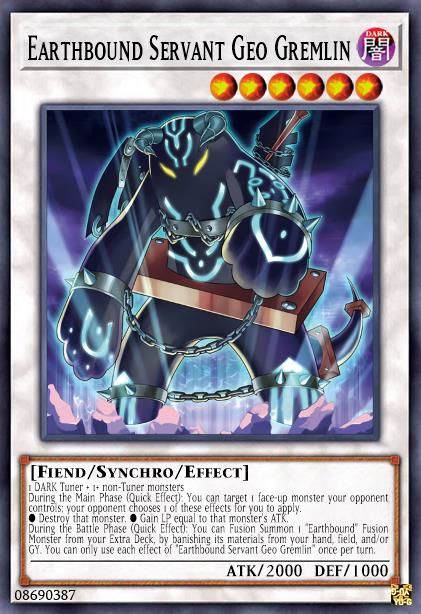 EARTHBOUND SERVANT GEO GREMLIN
DARK
闇
[FIEND/SYNCHRO/EFFECT]
1 DARK Tuner + 1+ non-Tuner monsters
During the Main Phase (Quick Effect): You can target 1 face-up monster your opponent
controls; your opponent chooses 1 of these effects for you to apply.
● Destroy that monster. ● Gain LP equal to that monster's ATK.
During the Battle Phase (Quick Effect): You can Fusion Summon 1 "Earthbound" Fusion
Monster from your Extra Deck, by banishing its materials from your hand, field, and/or
GY. You can only use each effect of "Earthbound Servant Geo Gremlin" once per turn.
ATK/2000 DEF/1000
08690387